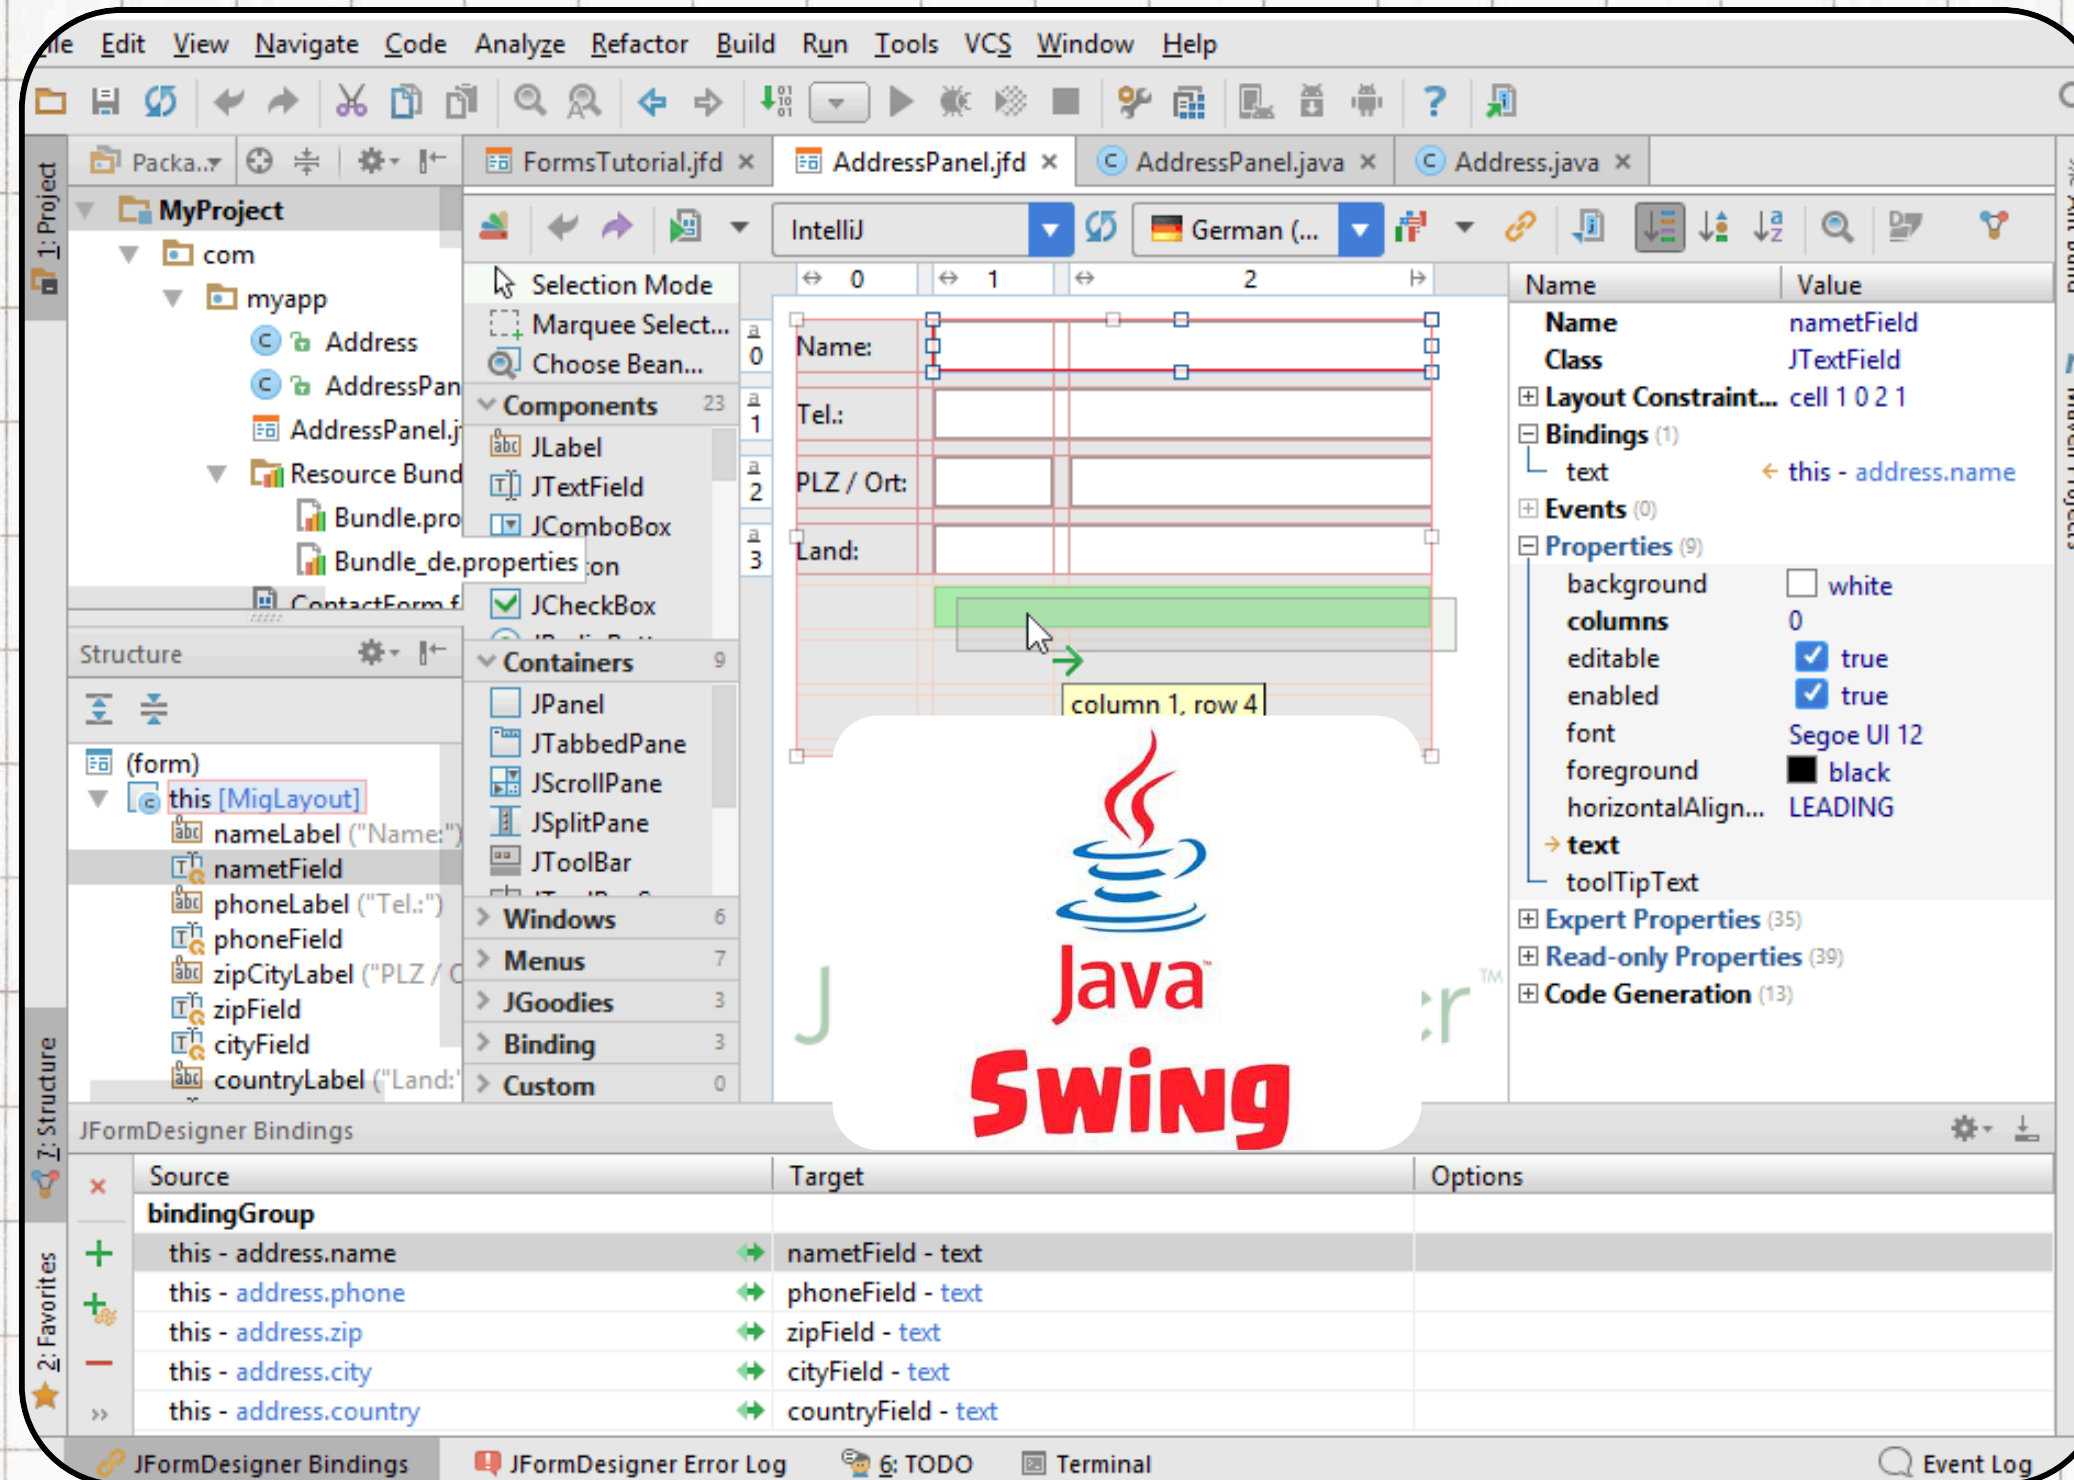 Edit View Navigate Code Analyze Refactor Build Run Tools VCS Window Help
1: Project
Packa...
FormsTutorial.jfd
AddressPanel.jfd
AddressPanel.java
Address.java
MyProject
com
myapp
Address
AddressPan
AddressPanel.j
Resource Bund
Bundle.pro
Bundle_de.properties
ContactForm.f
IntelliJ
German (...
Selection Mode
Marquee Select...
Choose Bean...
Components 23
JLabel
JTextField
JComboBox
ton
JCheckBox
Containers 9
JPanel
JTabbedPane
JScrollPane
JSplitPane
JToolBar
Windows 6
Menus 7
JGoodies 3
Binding 3
Custom 0
0 1 2
a 0
a 1
a 2
a 3
Name:
Tel.:
PLZ / Ort:
Land:
column 1, row 4
J er™
Java™
Swing
Name Value
Name nametField
Class JTextField
Layout Constraint... cell 1 0 2 1
Bindings (1)
text this - address.name
Events (0)
Properties (9)
background white
columns 0
editable true
enabled true
font Segoe UI 12
foreground black
horizontalAlign... LEADING
text
toolTipText
Expert Properties (35)
Read-only Properties (39)
Code Generation (13)
Structure
(form)
this [MigLayout]
nameLabel ("Name:")
nametField
phoneLabel ("Tel.:")
phoneField
zipCityLabel ("PLZ / O
zipField
cityField
countryLabel ("Land:"
7: Structure
2: Favorites
JFormDesigner Bindings
Source Target Options
bindingGroup
this - address.name nametField - text
this - address.phone phoneField - text
this - address.zip zipField - text
this - address.city cityField - text
this - address.country countryField - text
JFormDesigner Bindings JFormDesigner Error Log 6: TODO Terminal Event Log